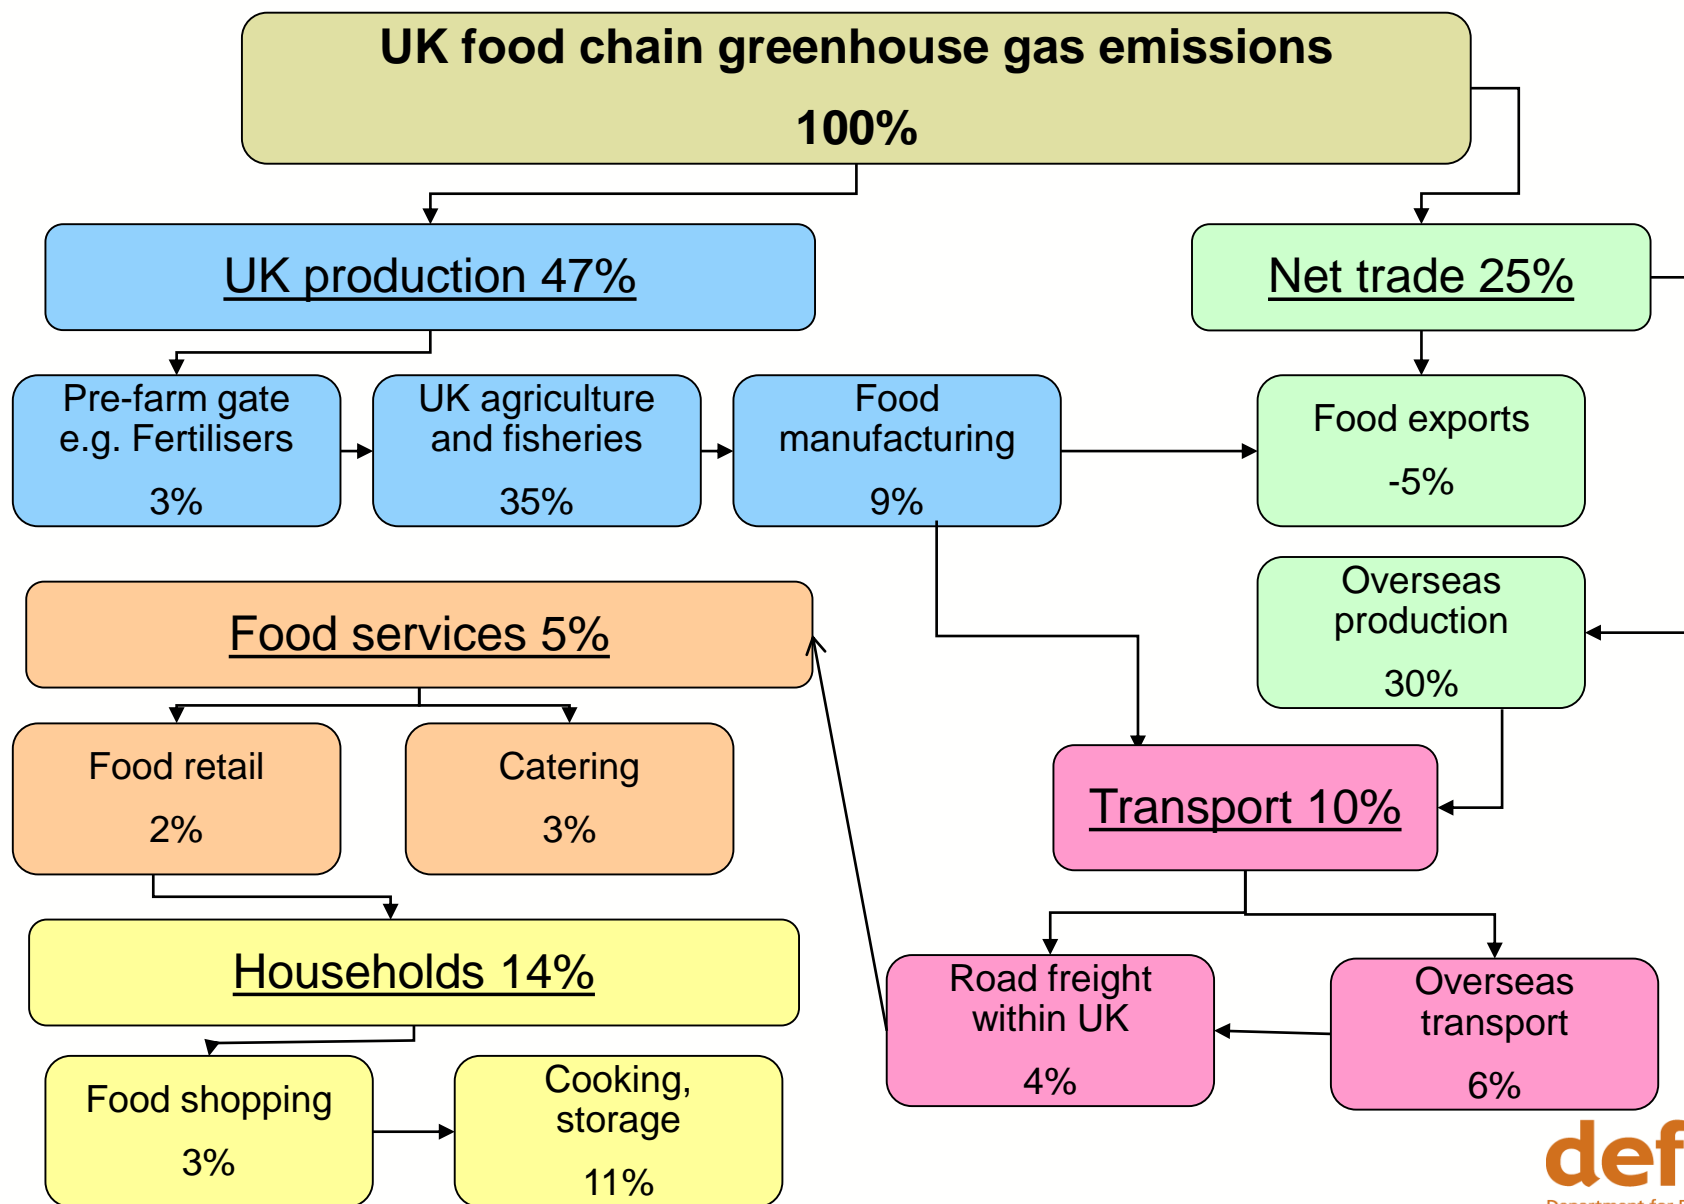 UK food chain greenhouse gas emissions
100%
UK production 47%
Net trade 25%
Pre-farm gate
e.g. Fertilisers
3%
UK agriculture
and fisheries
35%
Food
manufacturing
9%
Food exports
-5%
Overseas
production
30%
Food services 5%
Food retail
2%
Catering
3%
Transport 10%
Households 14%
Road freight
within UK
4%
Overseas
transport
6%
Food shopping
3%
Cooking,
storage
11%
def